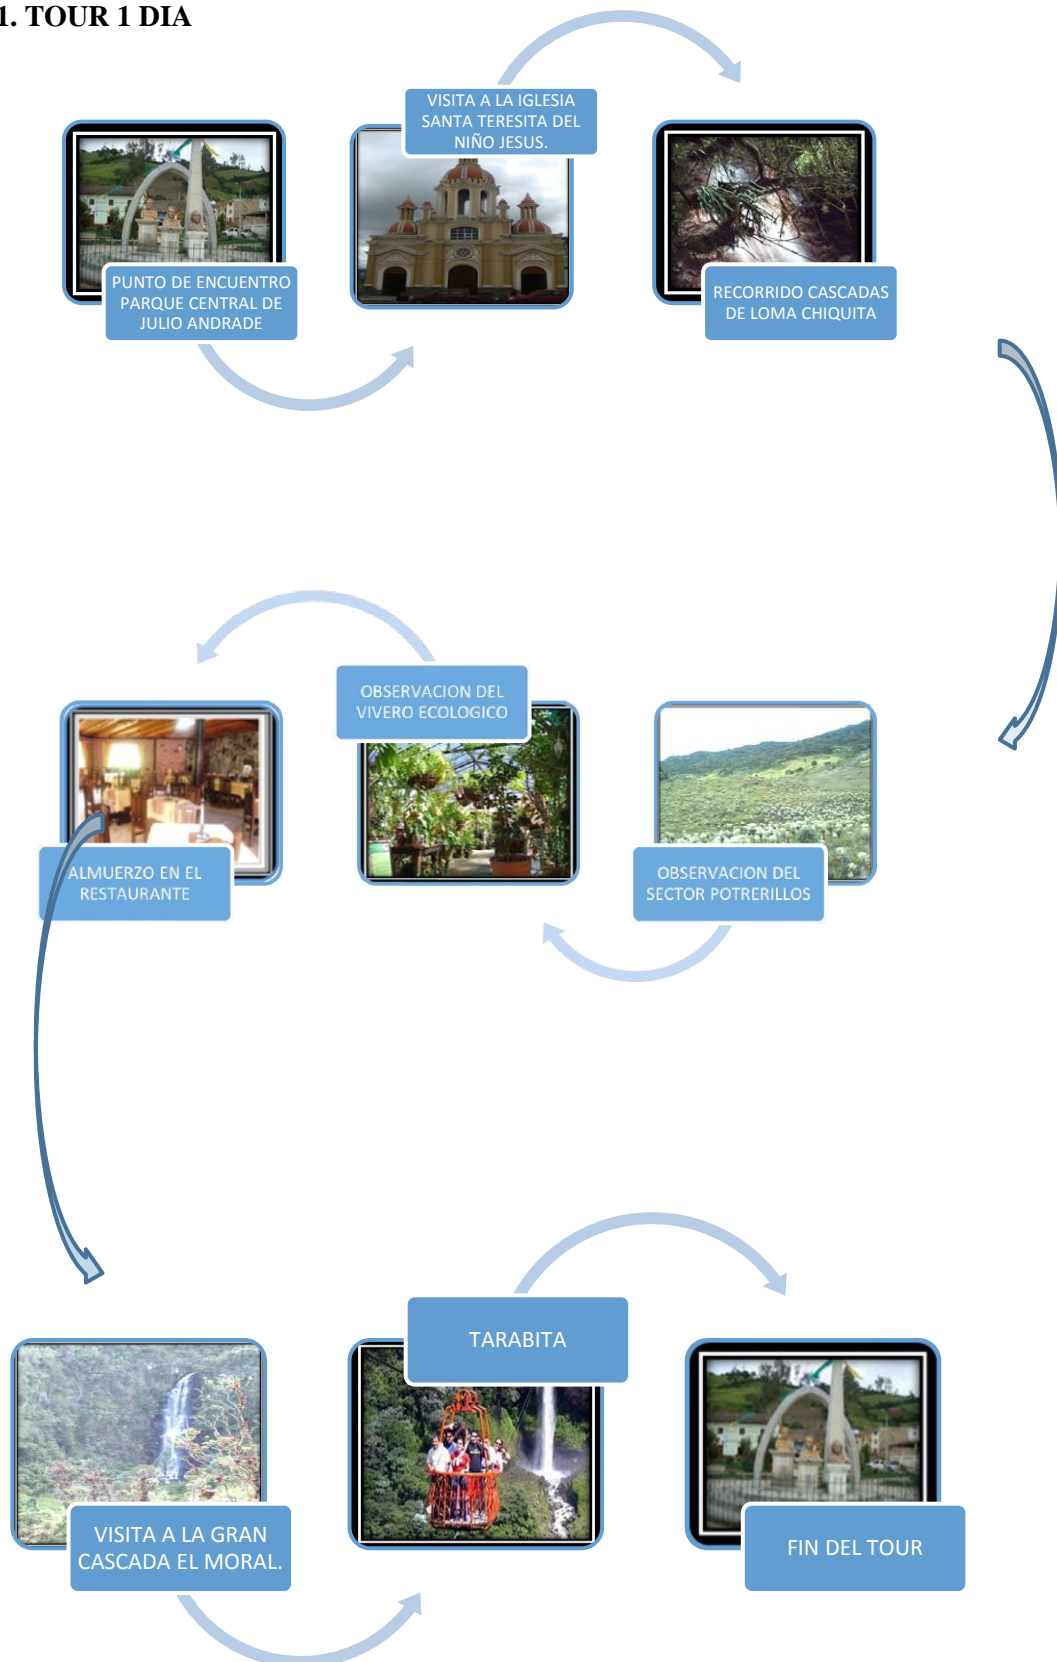 1. TOUR 1 DIA
VISITA A LA IGLESIA
SANTA TERESITA DEL
NIÑO JESUS.
PUNTO DE ENCUENTRO
PARQUE CENTRAL DE
JULIO ANDRADE
RECORRIDO CASCADAS
DE LOMA CHIQUITA
OBSERVACION DEL
VIVERO ECOLOGICO
ALMUERZO EN EL
RESTAURANTE
OBSERVACION DEL
SECTOR POTRERILLOS
TARABITA
VISITA A LA GRAN
CASCADA EL MORAL.
FIN DEL TOUR